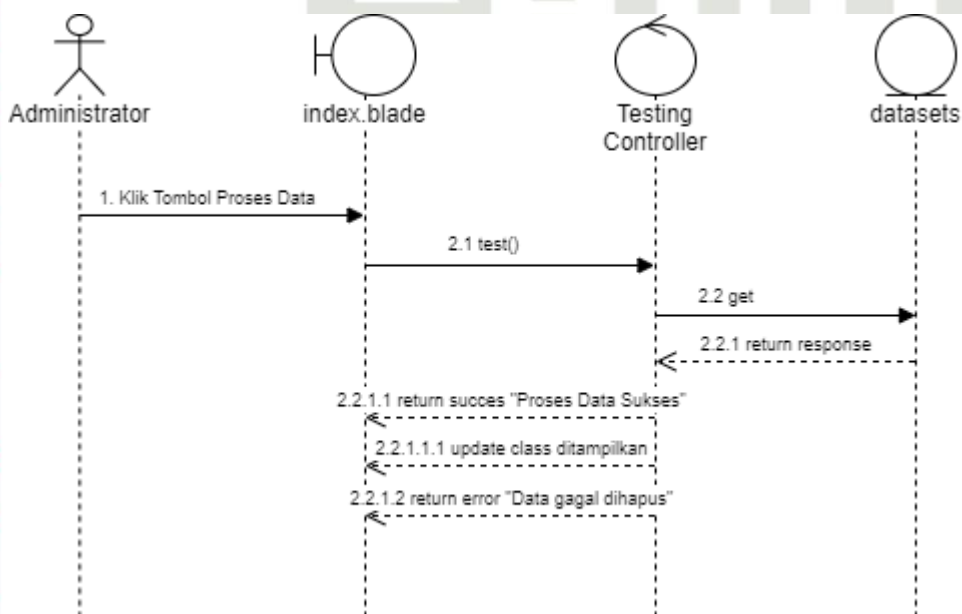 Administrator
index.blade
Testing
Controller
datasets
1. Klik Tombol Proses Data
2.1 test()
2.2 get
2.2.1 return response
2.2.1.1 return succes "Proses Data Sukses"
2.2.1.1.1 update class ditampilkan
2.2.1.2 return error "Data gagal dihapus"